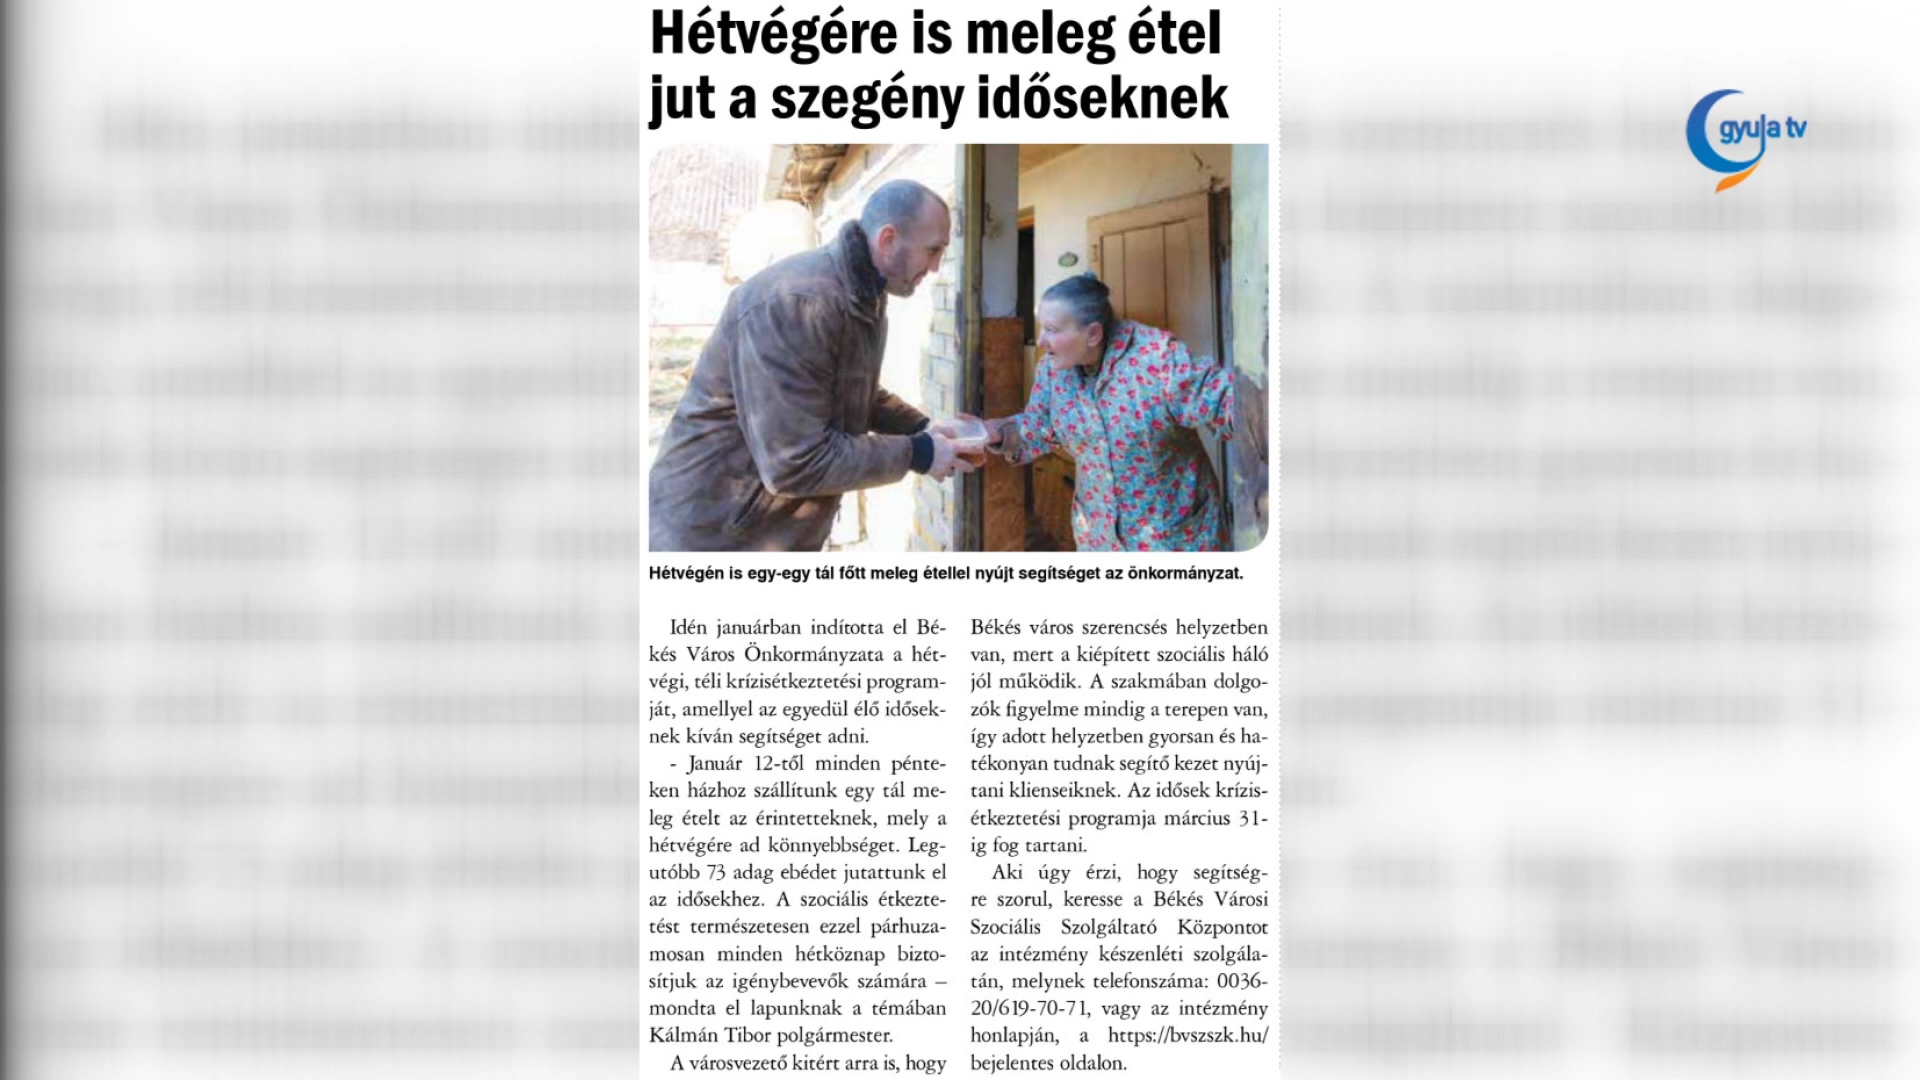 Hétvégére is meleg étel
jut a szegény időseknek
gyula tv
Hétvégén is egy-egy tál főtt meleg étellel nyújt segítséget az önkormányzat.
Idén januárban indította el Bé-
kés Város Önkormányzata a hét-
végi, téli krízisétkeztetési program-
ját, amellyel az egyedül élő idősek-
nek kíván segítséget adni.
- Január 12-től minden pénte-
ken házhoz szállítunk egy tál me-
leg ételt az érintetteknek, mely a
hétvégére ad könnyebbséget. Leg-
utóbb 73 adag ebédet jutattunk el
az idősekhez. A szociális étkezte-
tést természetesen ezzel párhuza-
mosan minden hétköznap bizto-
sítjuk az igénybevevők számára –
mondta el lapunknak a témában
Kálmán Tibor polgármester.
A városvezető kitért arra is, hogy
Békés város szerencsés helyzetben
van, mert a kiépített szociális háló
jól működik. A szakmában dolgo-
zók figyelme mindig a terepen van,
így adott helyzetben gyorsan és ha-
tékonyan tudnak segítő kezet nyúj-
tani klienseiknek. Az idősek krízis-
étkeztetési programja március 31-
ig fog tartani.
Aki úgy érzi, hogy segítség-
re szorul, keresse a Békés Városi
Szociális Szolgáltató Központot
az intézmény készenléti szolgála-
tán, melynek telefonszáma: 0036-
20/619-70-71, vagy az intézmény
honlapján, a https://bvszszk.hu/
bejelentes oldalon.